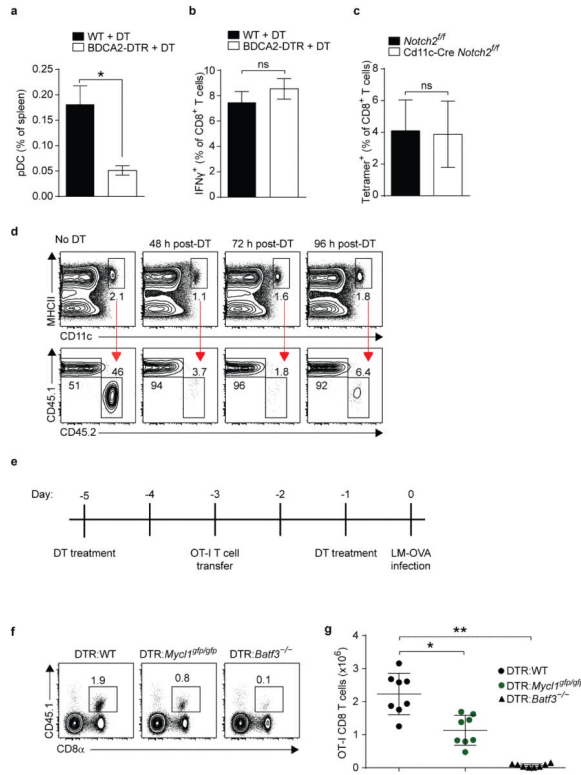 a
b
c
WT + DT
BDCA2-DTR + DT
WT + DT
BDCA2-DTR + DT
Notch2f/f
Cd11c-Cre Notch2f/f
pDC (% of spleen)
0.25
0.20
0.15
0.10
0.05
0.00
*
IFNγ+ (% of CD8+ T cells)
10
8
6
4
2
0
ns
Tetramer+ (% of CD8+ T cells)
8
6
4
2
0
ns
d
No DT
48 h post-DT
72 h post-DT
96 h post-DT
MHCII
2.1
1.1
1.6
1.8
CD11c
CD45.1
51
46
94
3.7
96
1.8
92
6.4
CD45.2
e
Day:
-5
-4
-3
-2
-1
0
DT treatment
OT-I T cell
transfer
DT treatment
LM-OVA
infection
f
DTR:WT
DTR:Mycl1gfp/gfp
DTR:Batf3−/−
CD45.1
1.9
0.8
0.1
CD8α
g
OT-I CD8 T cells (x10⁶)
4
3
2
1
0
**
*
DTR:WT
DTR:Mycl1gfp/gfp
DTR:Batf3−/−